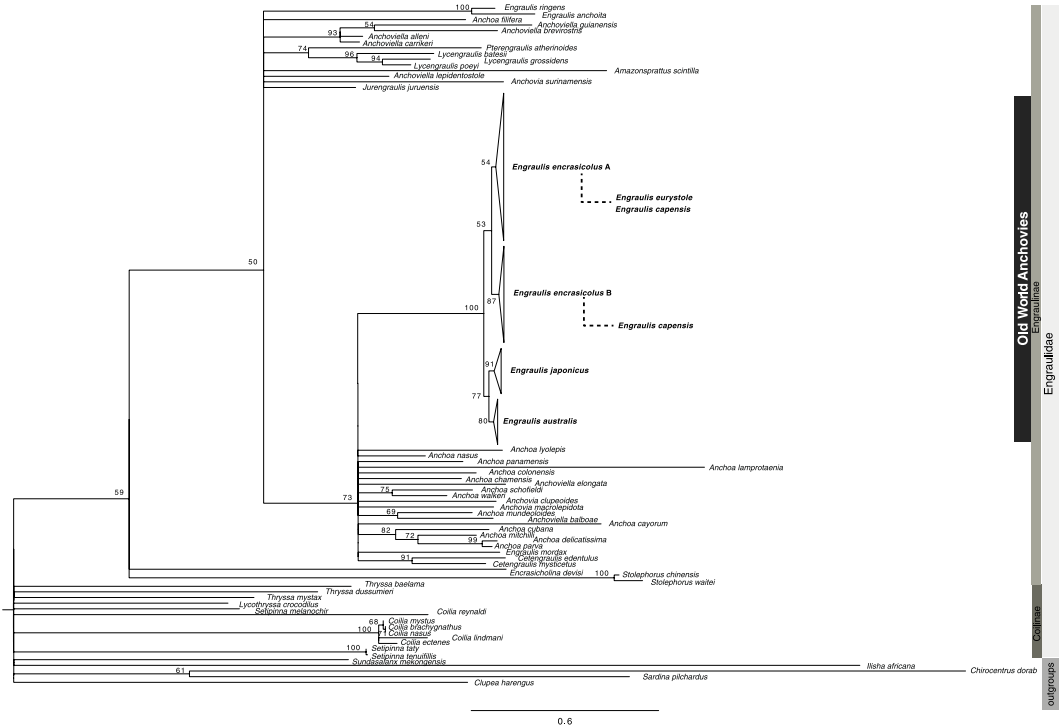 100
Engraulis ringens
Engraulis anchoita
Anchoa filifera
54
Anchoviella guianensis
Anchoviella brevirostris
93
Anchoviella alleni
Anchoviella carrikeri
74
Pterengraulis atherinoides
96
Lycengraulis batesii
94
Lycengraulis grossidens
Lycengraulis poeyi
Amazonsprattus scintilla
Anchoviella lepidentostole
Anchovia surinamensis
Jurengraulis juruensis
54
Engraulis encrasicolus A
Engraulis eurystole
Engraulis capensis
53
50
87
Engraulis encrasicolus B
100
Engraulis capensis
91
Engraulis japonicus
77
80
Engraulis australis
Anchoa lyolepis
Anchoa nasus
Anchoa panamensis
Anchoa lamprotaenia
Anchoa colonensis
Anchoa chamensis
Anchoviella elongata
75
Anchoa schofieldi
Anchoa walkeri
59
73
Anchovia clupeoides
Anchovia macrolepidota
69
Anchoa mundeoloides
Anchoviella balboae
Anchoa cayorum
82
Anchoa cubana
72
Anchoa mitchilli
99
Anchoa delicatissima
Anchoa parva
Engraulis mordax
91
Cetengraulis edentulus
Cetengraulis mysticetus
Encrasicholina devisi
100
Stolephorus chinensis
Stolephorus waitei
Thryssa baelama
Thryssa dussumieri
Thryssa mystax
Lycothryssa crocodilus
Setipinna melanochir
Coilia reynaldi
68
Coilia mystus
100
Coilia brachygnathus
71
Coilia nasus
Coilia lindmani
Coilia ectenes
100
Setipinna taty
Setipinna tenuifilis
Sundasalanx mekongensis
Ilisha africana
61
Chirocentrus dorab
Sardina pilchardus
Clupea harengus
0.6
Old World Anchovies
Engraulinae
Engraulidae
Coilinae
outgroups